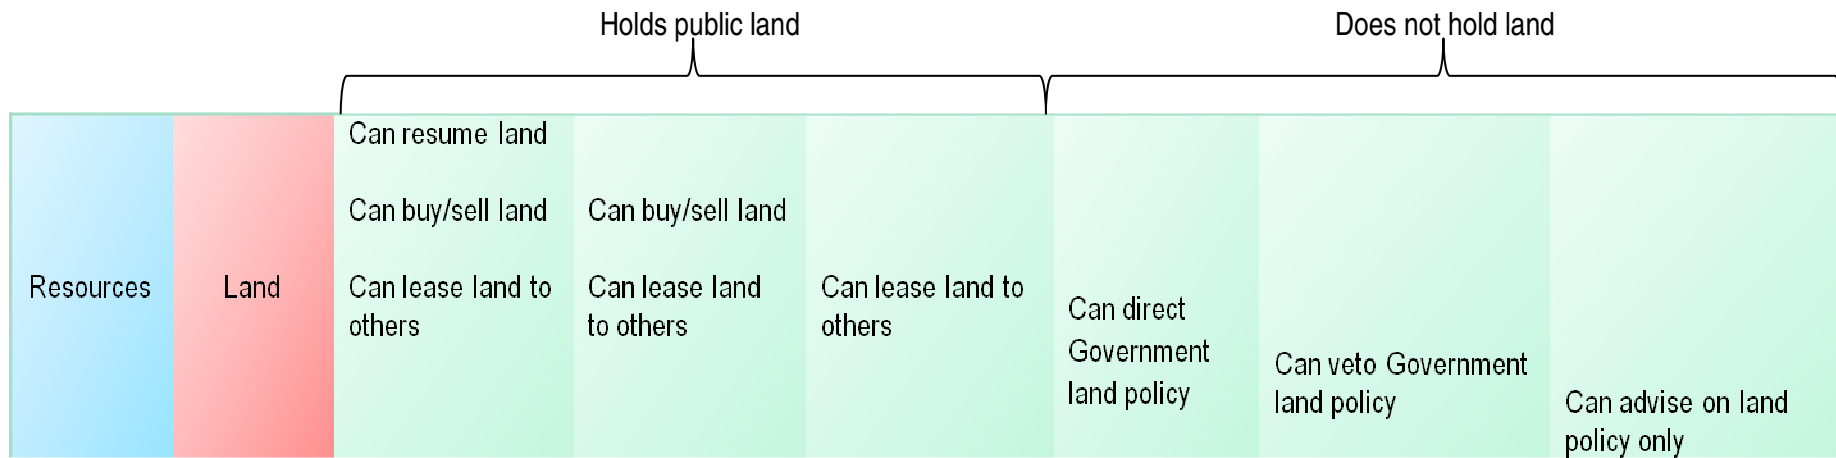 Holds public land
Does not hold land
Resources
Land
Can resume land
Can buy/sell land
Can lease land to
others
Can buy/sell land
Can lease land
to others
Can lease land to
others
Can direct
Government
land policy
Can veto Government
land policy
Can advise on land
policy only